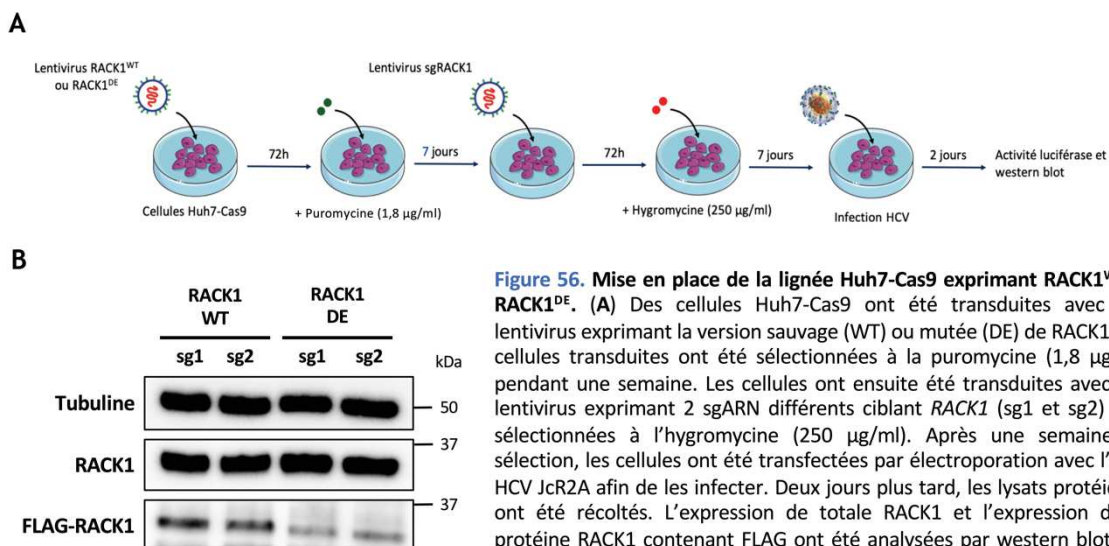 A
Lentivirus RACK1WT
ou RACK1DE
Lentivirus sgRACK1
72h
7 jours
72h
7 jours
2 jours
Activité luciférase et
western blot
Cellules Huh7-Cas9
+ Puromycine (1,8 µg/ml)
+ Hygromycine (250 µg/ml)
Infection HCV
B
RACK1
WT
RACK1
DE
sg1
sg2
sg1
sg2
kDa
Tubuline
50
37
RACK1
37
FLAG-RACK1
Figure 56. Mise en place de la lignée Huh7-Cas9 exprimant RACK1
RACK1DE. (A) Des cellules Huh7-Cas9 ont été transduites avec
lentivirus exprimant la version sauvage (WT) ou mutée (DE) de RACK1
cellules transduites ont été sélectionnées à la puromycine (1,8 µg
pendant une semaine. Les cellules ont ensuite été transduites avec
lentivirus exprimant 2 sgARN différents ciblant RACK1 (sg1 et sg2)
sélectionnées à l'hygromycine (250 µg/ml). Après une semaine
sélection, les cellules ont été transfectées par électroporation avec l'
HCV JcR2A afin de les infecter. Deux jours plus tard, les lysats protéi
ont été récoltés. L'expression de totale RACK1 et l'expression d
protéine RACK1 contenant FLAG ont été analysées par western blot